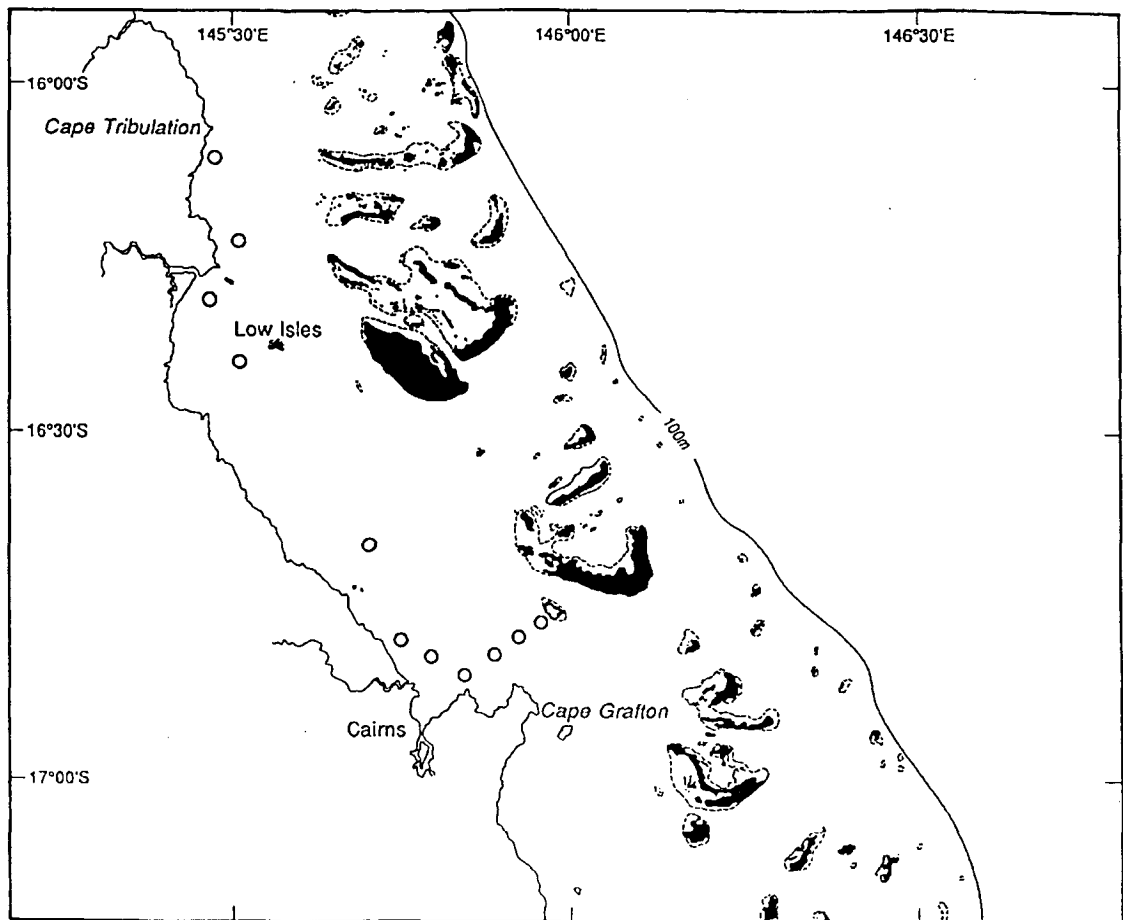 145°30'E
146°00'E
146°30'E
16°00'S
Cape Tribulation
Low Isles
16°30'S
100m
Cape Grafton
Cairns
17°00'S